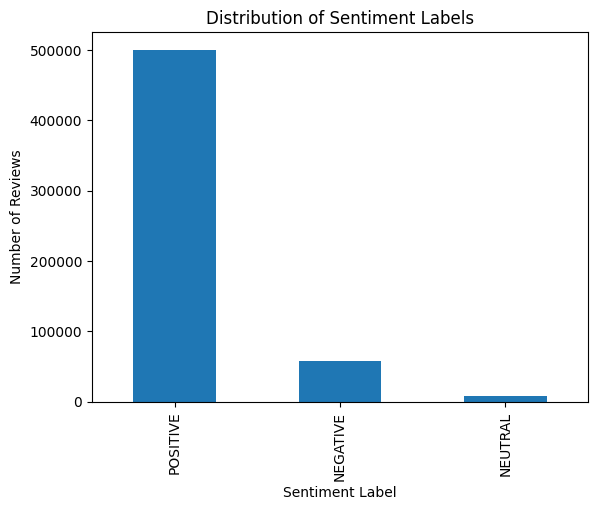 Distribution of Sentiment Labels
Number of Reviews
500000
400000
300000
200000
100000
0
POSITIVE
NEGATIVE
NEUTRAL
Sentiment Label